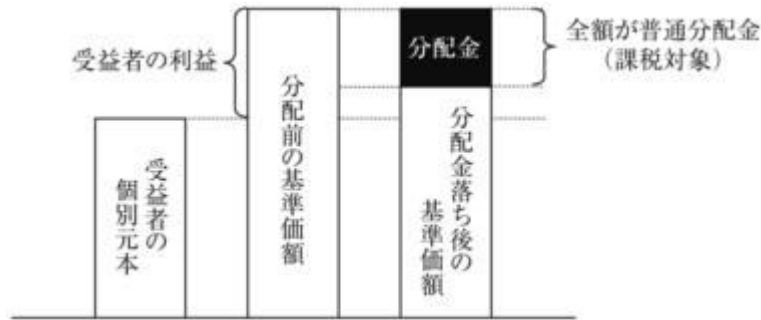 受益者の利益
受益者の
個別元本
分配前の基準価額
分配金
分配金落ち後の
基準価額
全額が普通分配金
（課税対象）